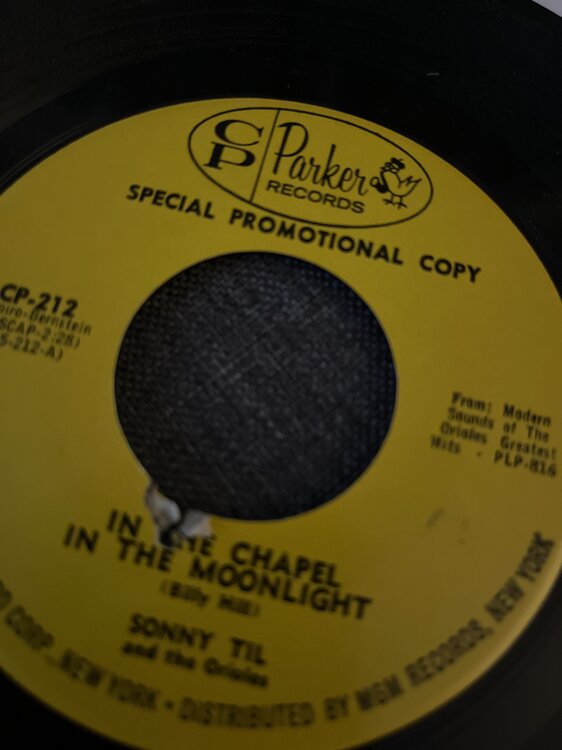 CP Parker
RECORDS
SPECIAL PROMOTIONAL COPY
CP-212
SCAP-2:28)
S-212-A)
From: Modern
Sounds of The
Orioles Greatest
Hits - PLP-816
IN THE CHAPEL
IN THE MOONLIGHT
(Billy Hill)
SONNY TIL
and the Orioles
CORP., NEW YORK • DISTRIBUTED BY MGM RECORDS, NEW YORK